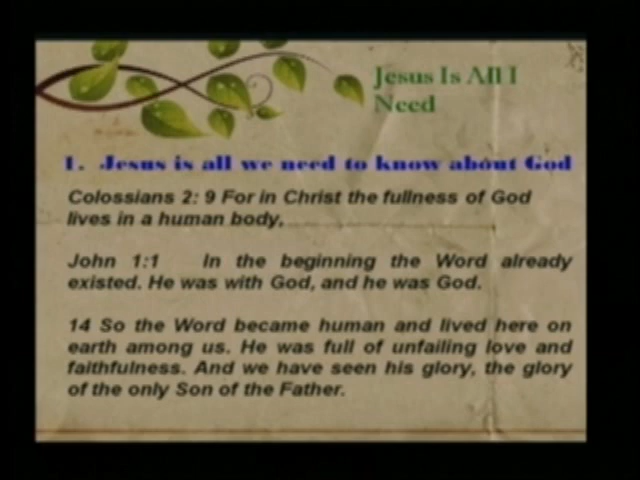 Jesus Is All I
Need
1. Jesus is all we need to know about God
Colossians 2: 9 For in Christ the fullness of God
lives in a human body,
John 1:1 In the beginning the Word already
existed. He was with God, and he was God.
14 So the Word became human and lived here on
earth among us. He was full of unfailing love and
faithfulness. And we have seen his glory, the glory
of the only Son of the Father.